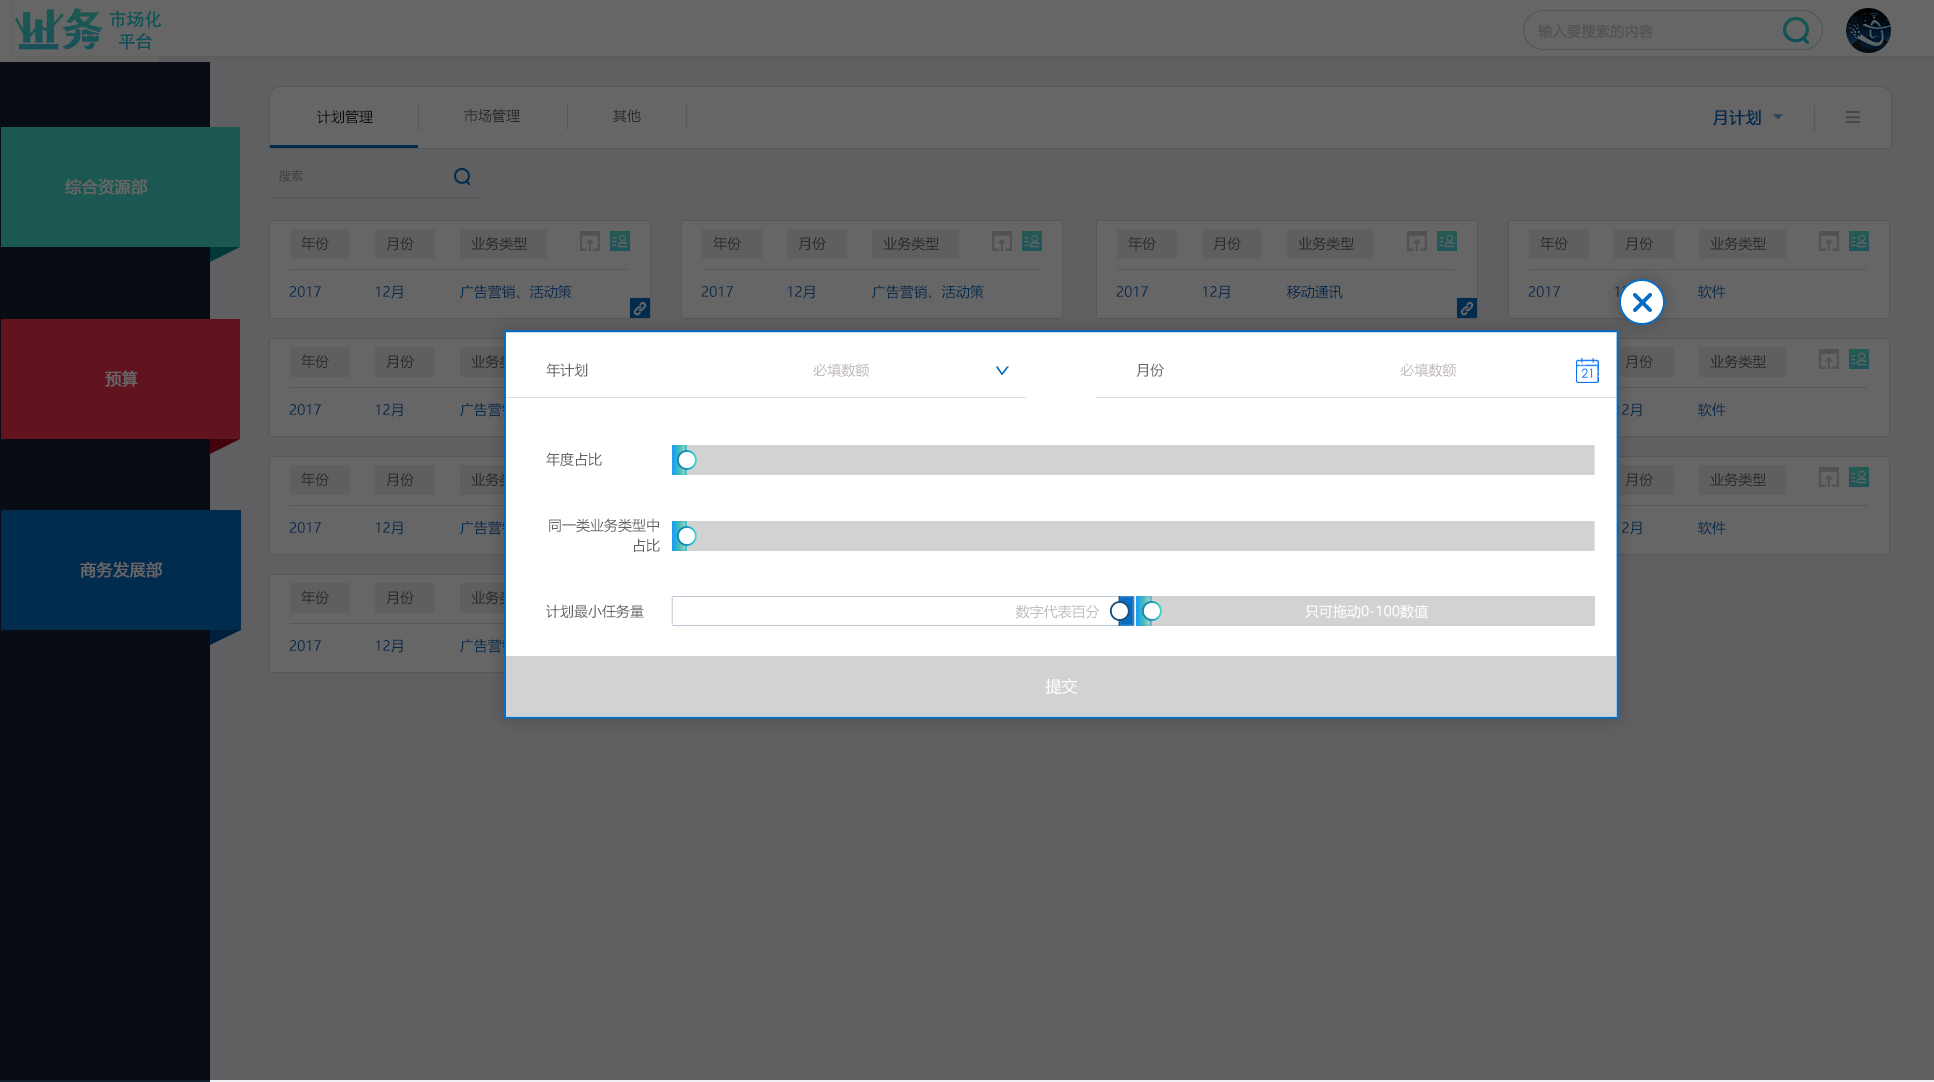 业务 市场化
平台
输入要搜索的内容
计划管理 市场管理 其他 月计划
搜索
综合资源部
预算
商务发展部
年份 月份 业务类型 年份 月份 业务类型 年份 月份 业务类型 年份 月份 业务类型
2017 12月 广告营销、活动策 2017 12月 广告营销、活动策 2017 12月 移动通讯 2017 软件
年份 月份 业务 月份 业务类型
2017 12月 广告营 2月 软件
年份 月份 业务 月份 业务类型
2017 12月 广告营 2月 软件
年份 月份 业务
2017 12月 广告营
年计划 必填数额 月份 必填数额 21
年度占比
同一类业务类型中
占比
计划最小任务量 数字代表百分 只可拖动0-100数值
提交